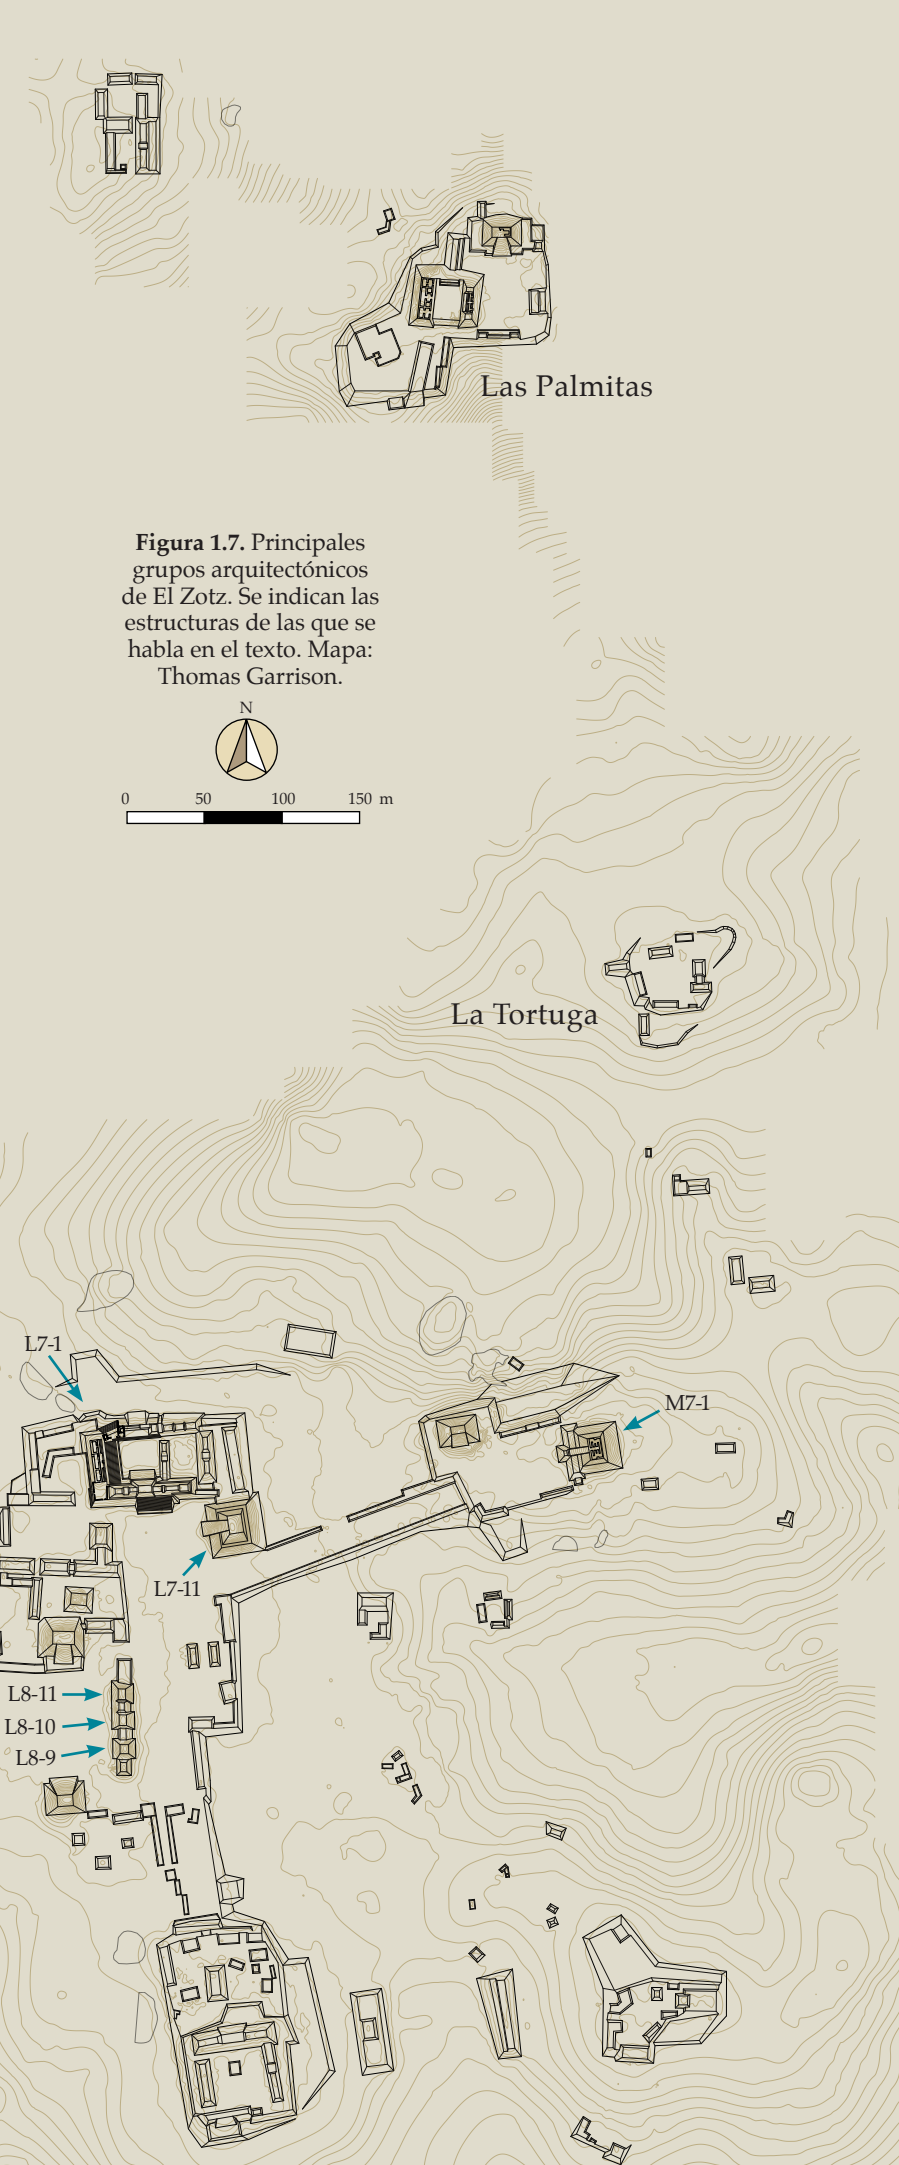 Las Palmitas
Figura 1.7. Principales
grupos arquitectónicos
de El Zotz. Se indican las
estructuras de las que se
habla en el texto. Mapa:
Thomas Garrison.
N
0 50 100 150 m
La Tortuga
L7-1
M7-1
L7-11
L8-11
L8-10
L8-9